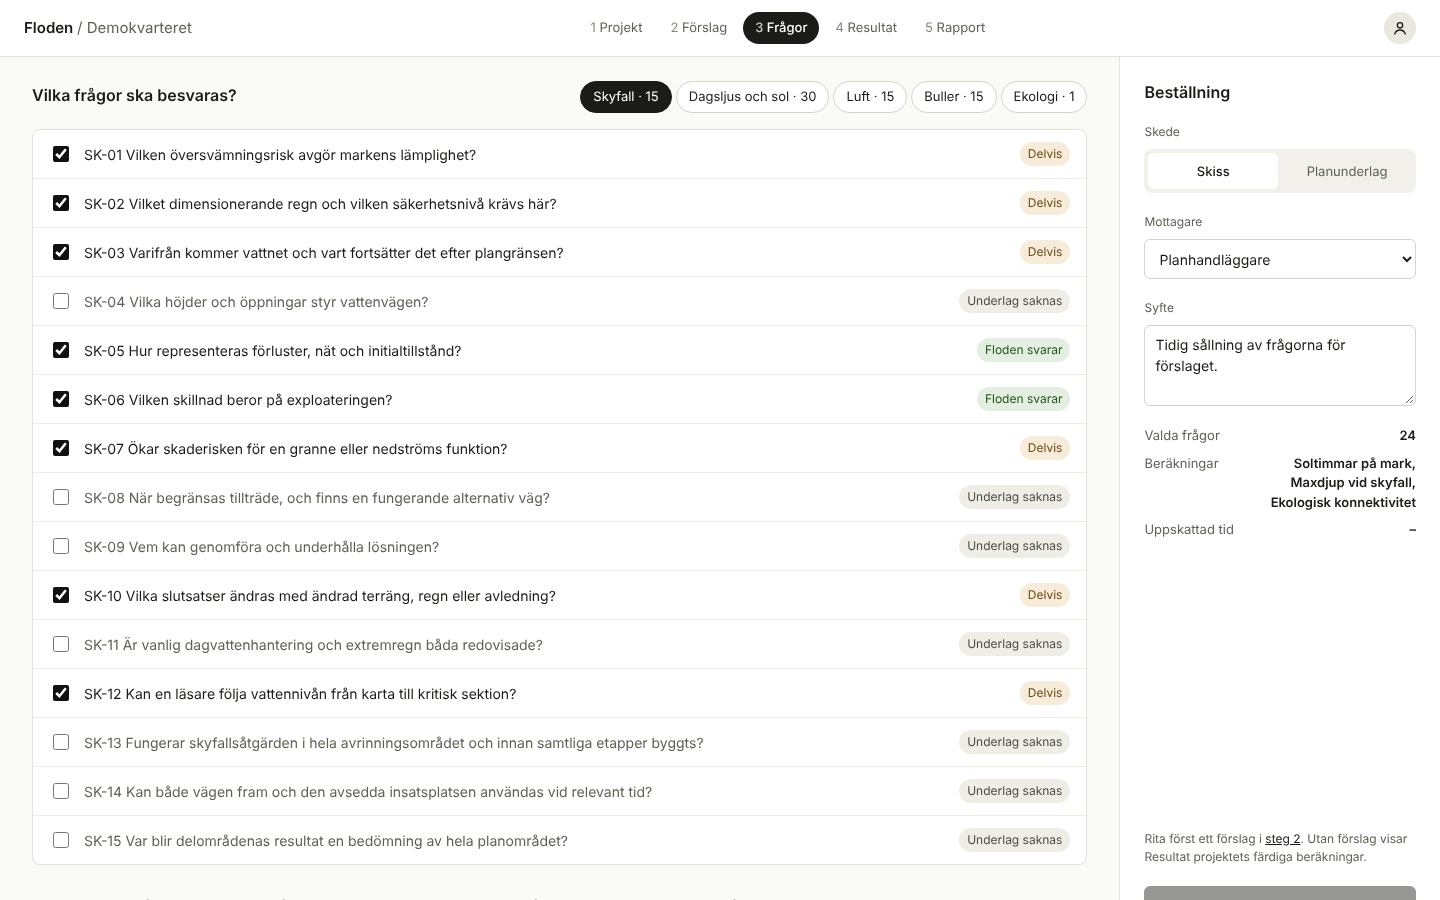 Floden / Demokvarteret
1 Projekt
2 Förslag
3 Frågor
4 Resultat
5 Rapport
Vilka frågor ska besvaras?
Skyfall · 15
Dagsljus och sol · 30
Luft · 15
Buller · 15
Ekologi · 1
SK-01 Vilken översvämningsrisk avgör markens lämplighet?
Delvis
SK-02 Vilket dimensionerande regn och vilken säkerhetsnivå krävs här?
Delvis
SK-03 Varifrån kommer vattnet och vart fortsätter det efter plangränsen?
Delvis
SK-04 Vilka höjder och öppningar styr vattenvägen?
Underlag saknas
SK-05 Hur representeras förluster, nät och initialtillstånd?
Floden svarar
SK-06 Vilken skillnad beror på exploateringen?
Floden svarar
SK-07 Ökar skaderisken för en granne eller nedströms funktion?
Delvis
SK-08 När begränsas tillträde, och finns en fungerande alternativ väg?
Underlag saknas
SK-09 Vem kan genomföra och underhålla lösningen?
Underlag saknas
SK-10 Vilka slutsatser ändras med ändrad terräng, regn eller avledning?
Delvis
SK-11 Är vanlig dagvattenhantering och extremregn båda redovisade?
Underlag saknas
SK-12 Kan en läsare följa vattennivån från karta till kritisk sektion?
Delvis
SK-13 Fungerar skyfallsåtgärden i hela avrinningsområdet och innan samtliga etapper byggts?
Underlag saknas
SK-14 Kan både vägen fram och den avsedda insatsplatsen användas vid relevant tid?
Underlag saknas
SK-15 Var blir delområdenas resultat en bedömning av hela planområdet?
Underlag saknas
Beställning
Skede
Skiss
Planunderlag
Mottagare
Planhandläggare
Syfte
Tidig sållning av frågorna för
förslaget.
Valda frågor
24
Beräkningar
Soltimmar på mark,
Maxdjup vid skyfall,
Ekologisk konnektivitet
Uppskattad tid
–
Rita först ett förslag i steg 2. Utan förslag visar
Resultat projektets färdiga beräkningar.